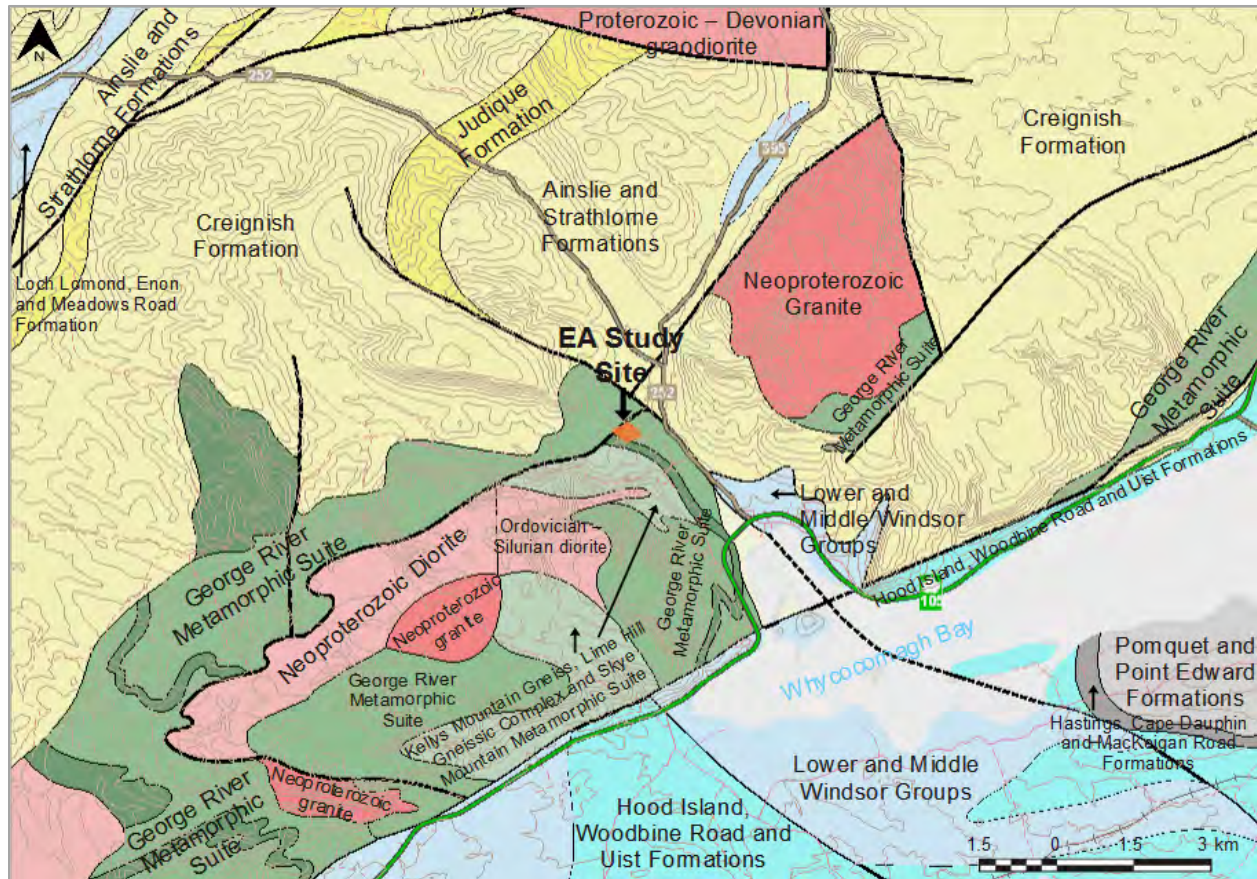 N
Ainslie and
Strathlorne Formations
252
Proterozoic – Devonian
graodiorite
Judique
Formation
395
Creignish
Formation
Ainslie and
Strathlorne
Formations
Creignish
Formation
Neoproterozoic
Granite
Loch Lomond, Enon
and Meadows Road
Formation
EA Study
Site
252
George River
Metamorphic Suite
George River
Metamorphic
Suite
Lower and
Middle Windsor
Groups
Hood Island, Woodbine Road and Uist Formations
105
George River
Metamorphic Suite
Neoproterozoic Diorite
Ordovician –
Silurian diorite
Neoproterozoic
granite
George River
Metamorphic Suite
George River
Metamorphic
Suite
Kellys Mountain Gneiss, Lime Hill
Gneissic Complex and Skye
Mountain Metamorphic Suite
Whycocomagh Bay
Pomquet and
Point Edward
Formations
Hastings, Cape Dauphin
and MacKeigan Road
Formations
Neoproterozoic
granite
George River
Metamorphic
Suite
Hood Island,
Woodbine Road and
Uist Formations
Lower and Middle
Windsor Groups
1.5 0 1.5 3 km